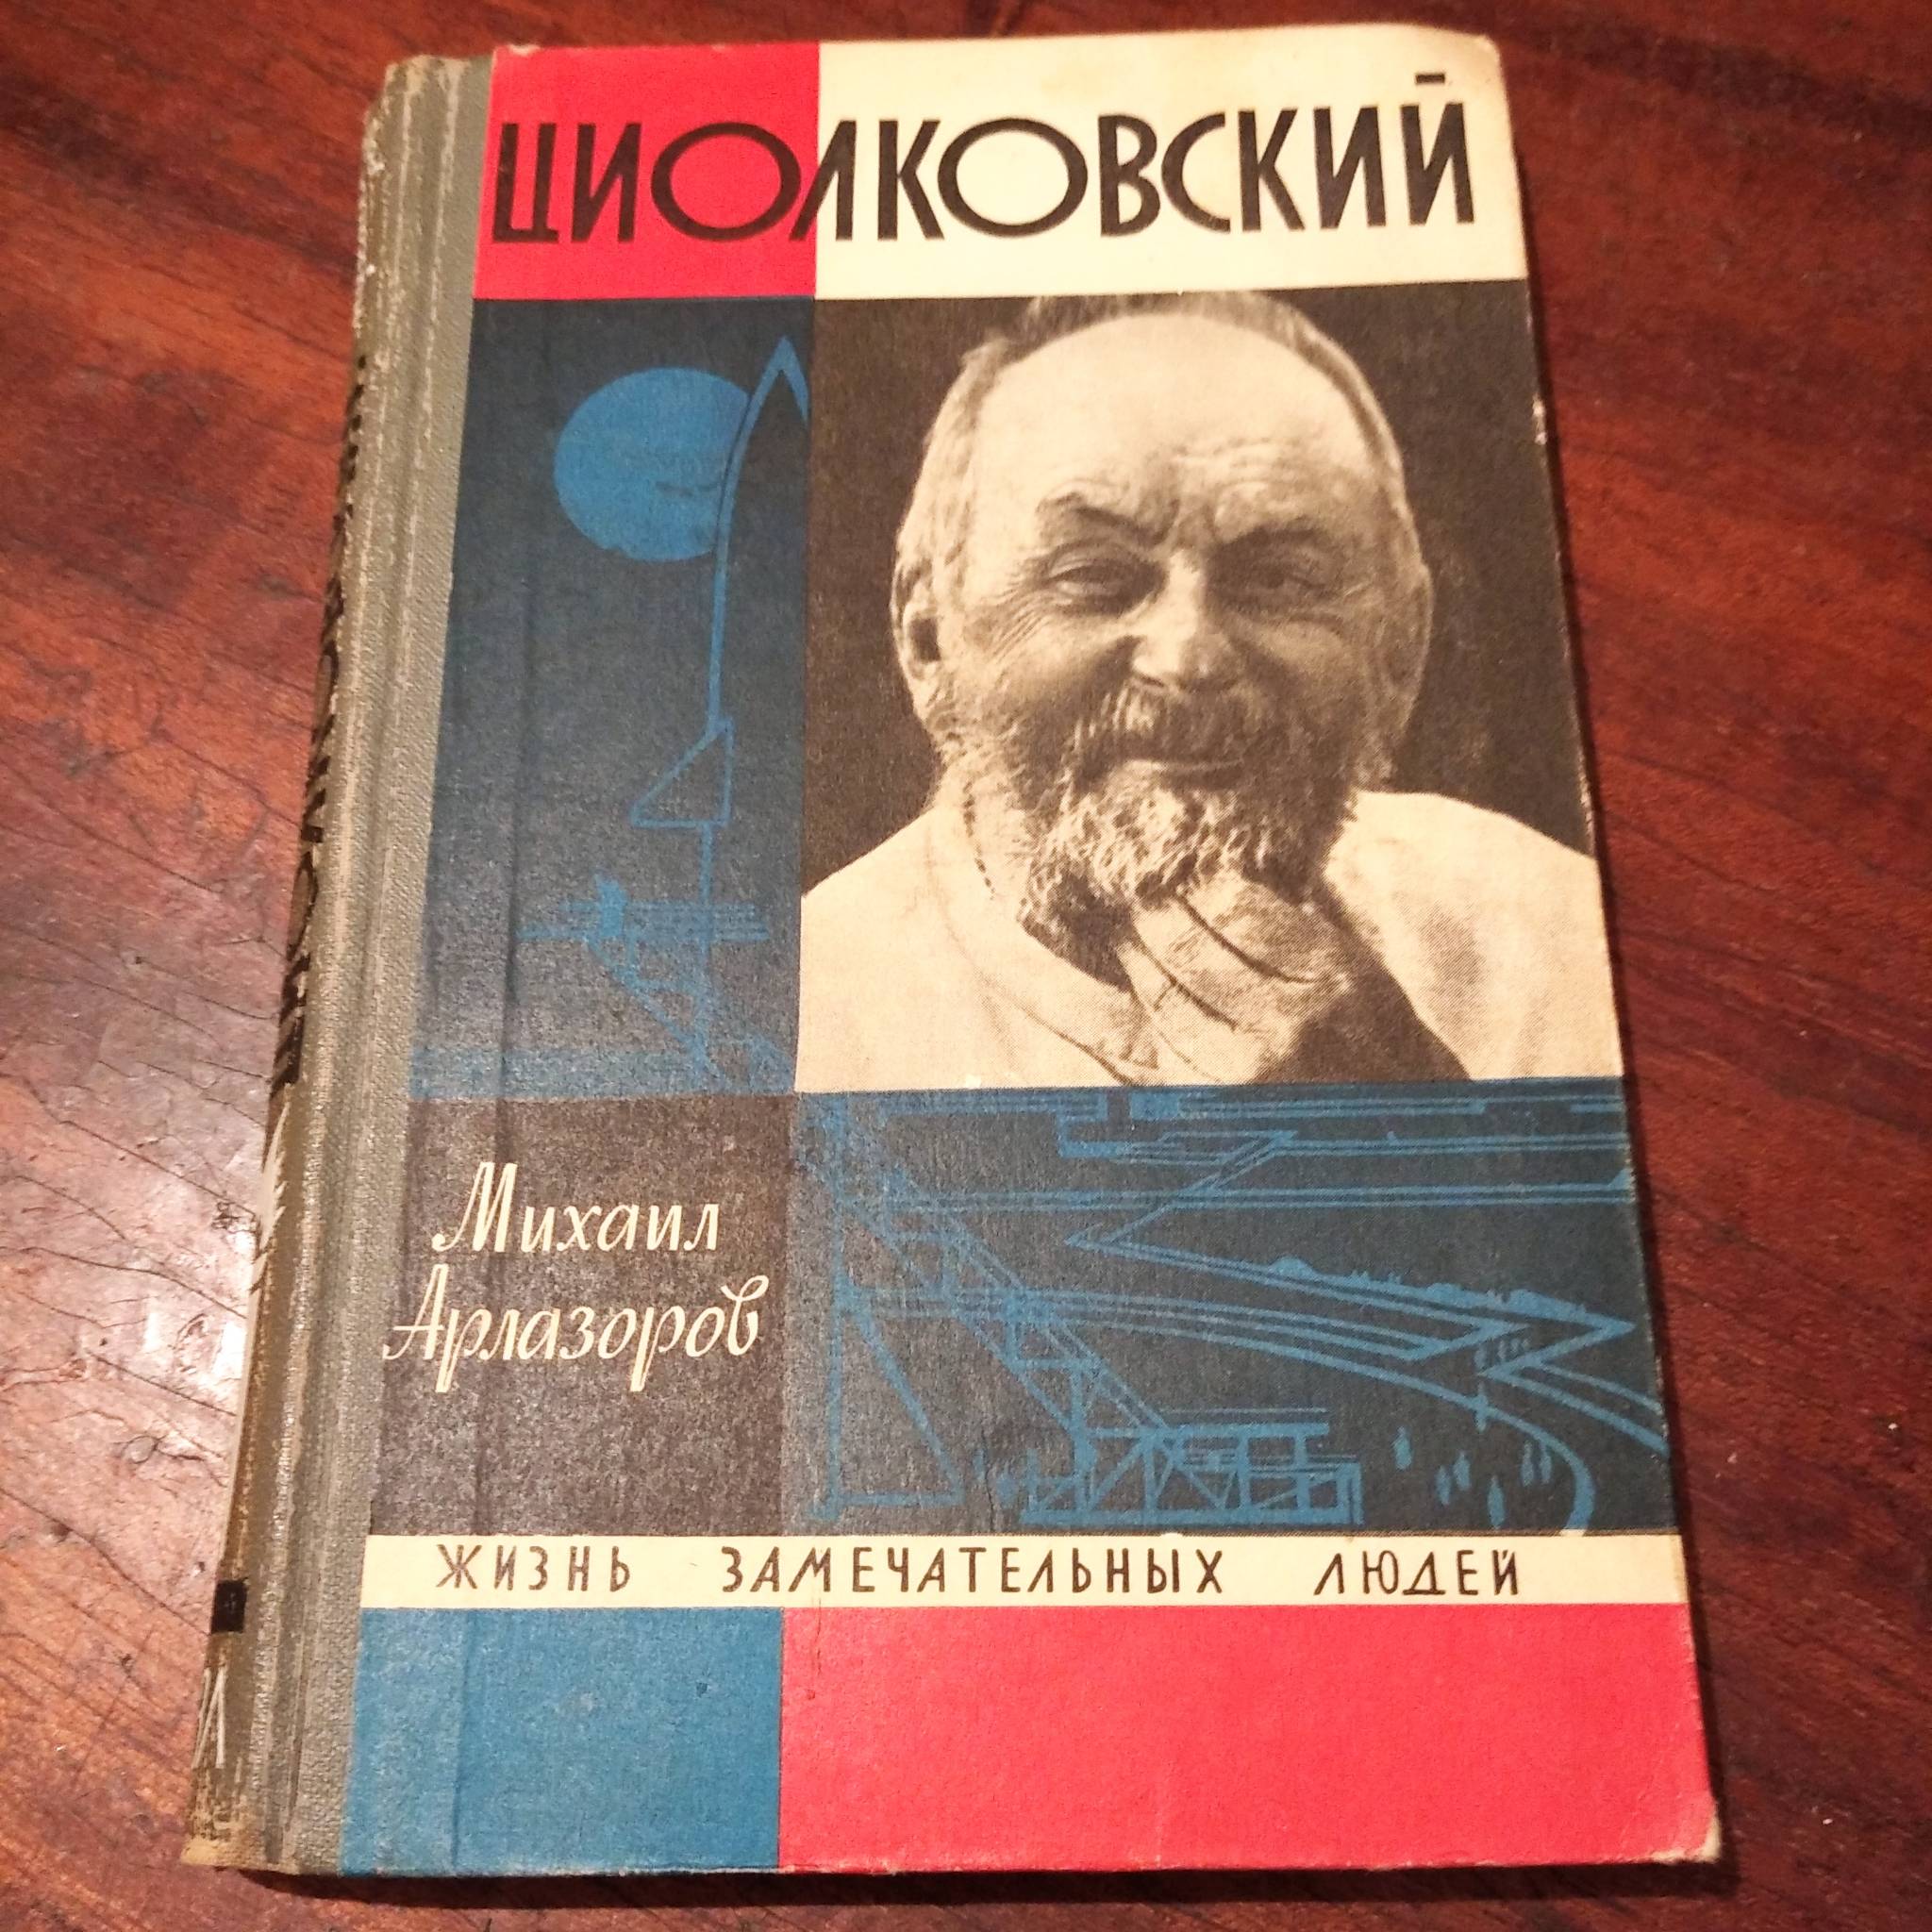 ЦИОЛКОВСКИЙ
Михаил
Арлазоров
ЖИЗНЬ ЗАМЕЧАТЕЛЬНЫХ ЛЮДЕЙ